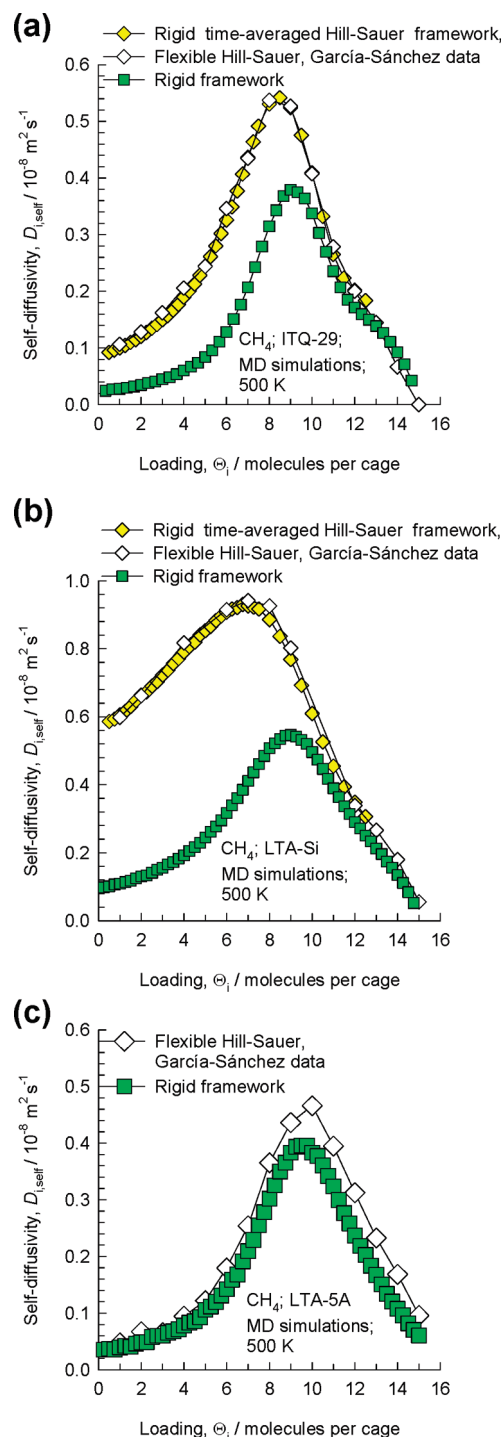 (a)
Rigid time-averaged Hill-Sauer framework,
Flexible Hill-Sauer, García-Sánchez data
Rigid framework
0.6
0.5
0.4
0.3
0.2
0.1
0.0
Self-diffusivity, D i,self / 10⁻⁸ m² s⁻¹
CH₄; ITQ-29;
MD simulations;
500 K
0 2 4 6 8 10 12 14 16
Loading, Θi / molecules per cage
(b)
Rigid time-averaged Hill-Sauer framework,
Flexible Hill-Sauer, García-Sánchez data
Rigid framework
1.0
0.8
0.6
0.4
0.2
0.0
Self-diffusivity, D i,self / 10⁻⁸ m² s⁻¹
CH₄; LTA-Si
MD simulations;
500 K
0 2 4 6 8 10 12 14 16
Loading, Θi / molecules per cage
(c)
Flexible Hill-Sauer,
García-Sánchez data
Rigid framework
0.6
0.5
0.4
0.3
0.2
0.1
0.0
Self-diffusivity, D i,self / 10⁻⁸ m² s⁻¹
CH₄; LTA-5A
MD simulations;
500 K
0 2 4 6 8 10 12 14 16
Loading, Θi / molecules per cage